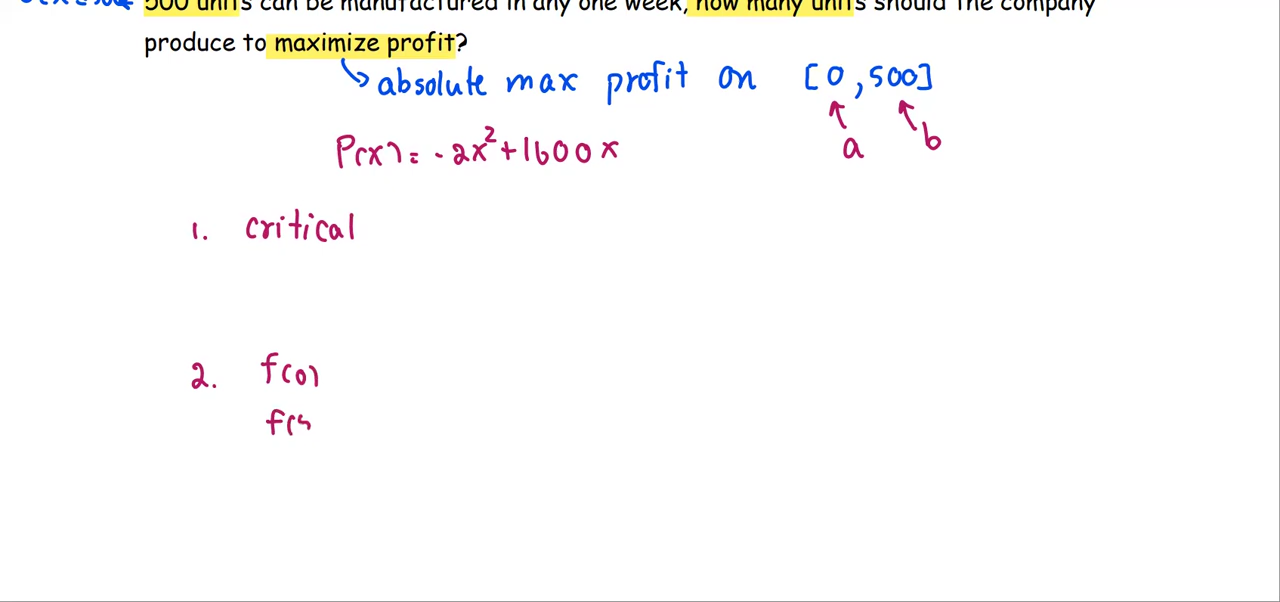 500 units can be manufactured in any one week, how many units should the company
produce to maximize profit?
absolute max profit on [0,500]
a b
P(x) = -2x²+1600x
1. critical
2. f(0)
f(5